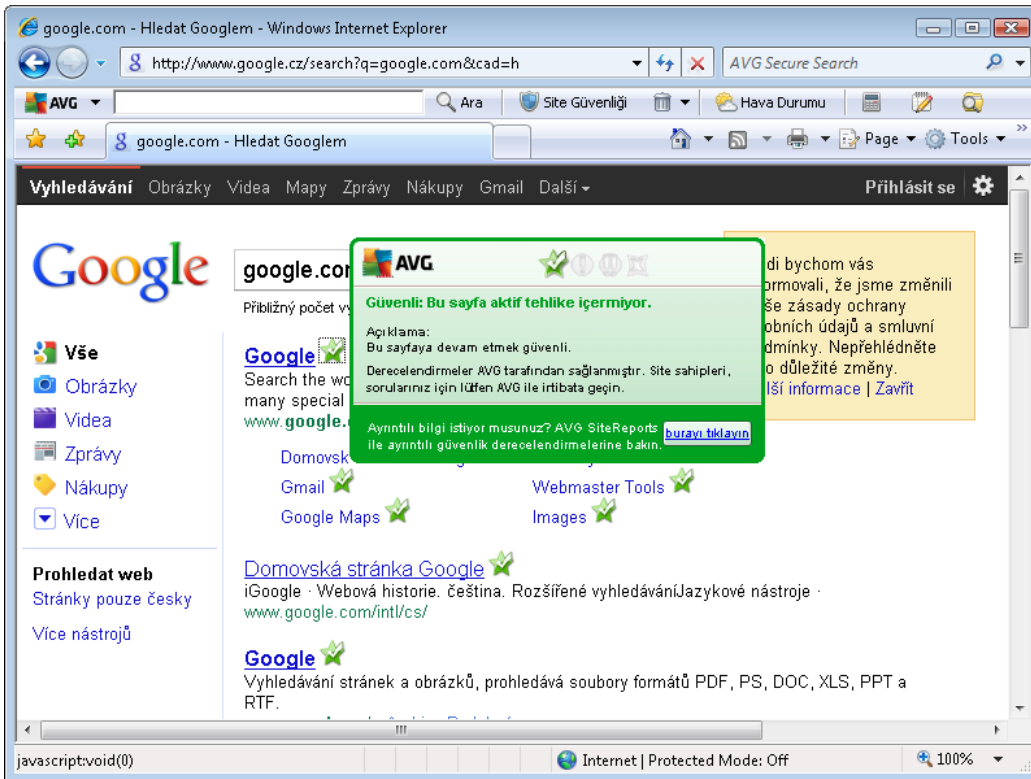 google.com - Hledat Googlem - Windows Internet Explorer
http://www.google.cz/search?q=google.com&cad=h
AVG Secure Search
AVG
Ara
Site Güvenliği
Hava Durumu
google.com - Hledat Googlem
Page
Tools
Vyhledávání Obrázky Videa Mapy Zprávy Nákupy Gmail Další
Přihlásit se
Google
google.co
Přibližný počet
Vše
Obrázky
Videa
Zprávy
Nákupy
Více
Prohledat web
Stránky pouze česky
Více nástrojů
AVG
Güvenli: Bu sayfa aktif tehlike içermiyor.
Açıklama:
Bu sayfaya devam etmek güvenli.
Derecelendirmeler AVG tarafından sağlanmıştır. Site sahipleri,
sorularınız için lütfen AVG ile irtibata geçin.
Ayrıntılı bilgi istiyor musunuz? AVG SiteReports
ile ayrıntılı güvenlik derecelendirmelerine bakın.
burayı tıklayın
di bychom vás
ormovali, že jsme změnili
še zásady ochrany
obních údajů a smluvní
dmínky. Nepřehlédněte
o důležité změny.
lší informace | Zavřít
Google
Search the
many special
www.google.
Domovsk
Gmail
Webmaster Tools
Google Maps
Images
Domovská stránka Google
iGoogle · Webová historie. čeština. Rozšířené vyhledáváníJazykové nástroje ·
www.google.com/intl/cs/
Google
Vyhledávání stránek a obrázků, prohledává soubory formátů PDF, PS, DOC, XLS, PPT a
RTF.
javascript:void(0)
Internet | Protected Mode: Off
100%